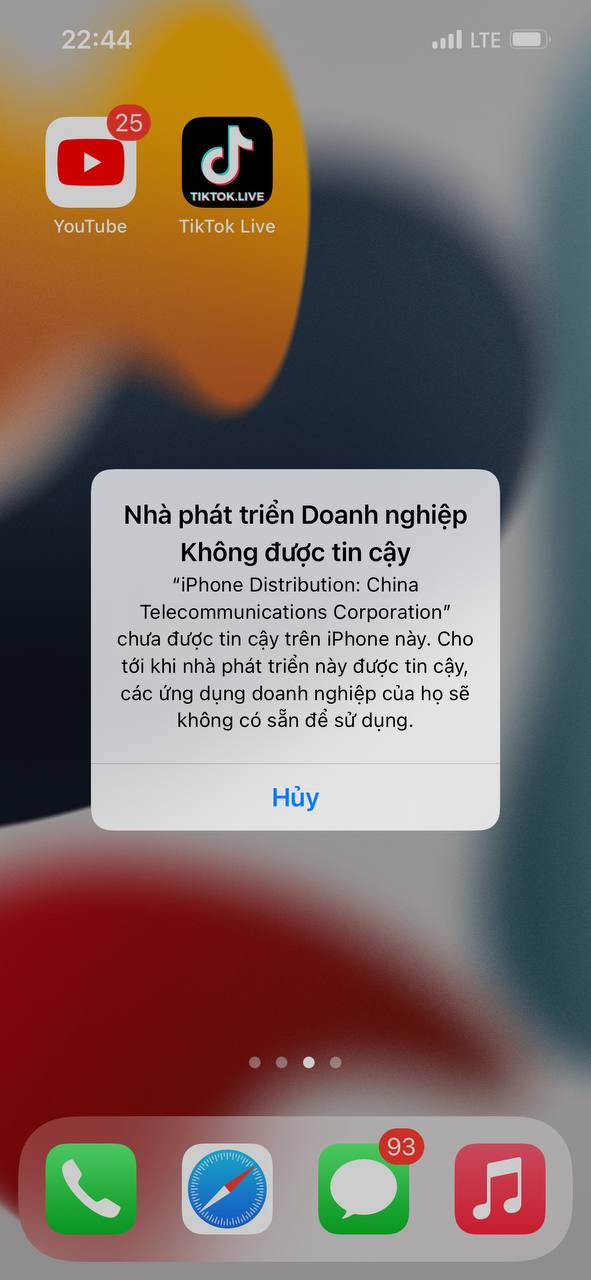 22:44
LTE
25
TIKTOK.LIVE
YouTube
TikTok Live
Nhà phát triển Doanh nghiệp
Không được tin cậy
“iPhone Distribution: China
Telecommunications Corporation”
chưa được tin cậy trên iPhone này. Cho
tới khi nhà phát triển này được tin cậy,
các ứng dụng doanh nghiệp của họ sẽ
không có sẵn để sử dụng.
Hủy
93